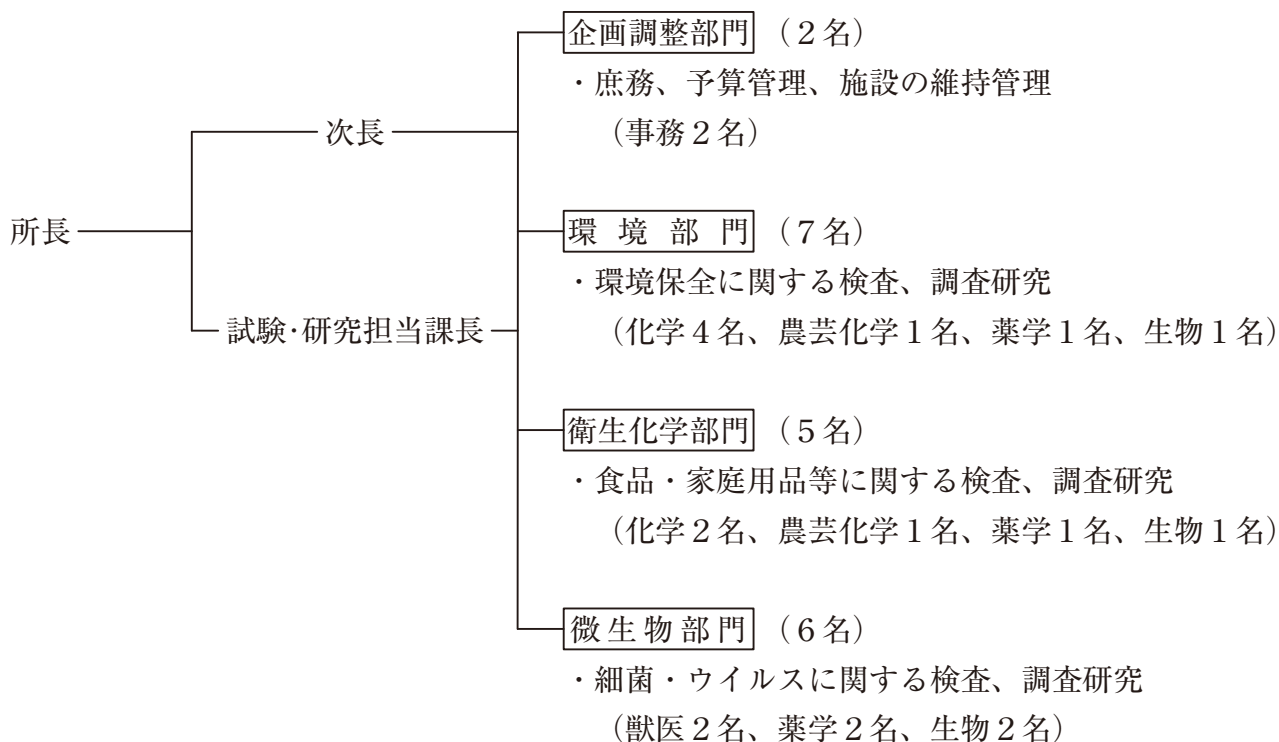 企画調整部門（２名）
・庶務、予算管理、施設の維持管理
（事務２名）
次長
所長
環境部門（７名）
・環境保全に関する検査、調査研究
（化学４名、農芸化学１名、薬学１名、生物１名）
試験･研究担当課長
衛生化学部門（５名）
・食品・家庭用品等に関する検査、調査研究
（化学２名、農芸化学１名、薬学１名、生物１名）
微生物部門（６名）
・細菌・ウイルスに関する検査、調査研究
（獣医２名、薬学２名、生物２名）